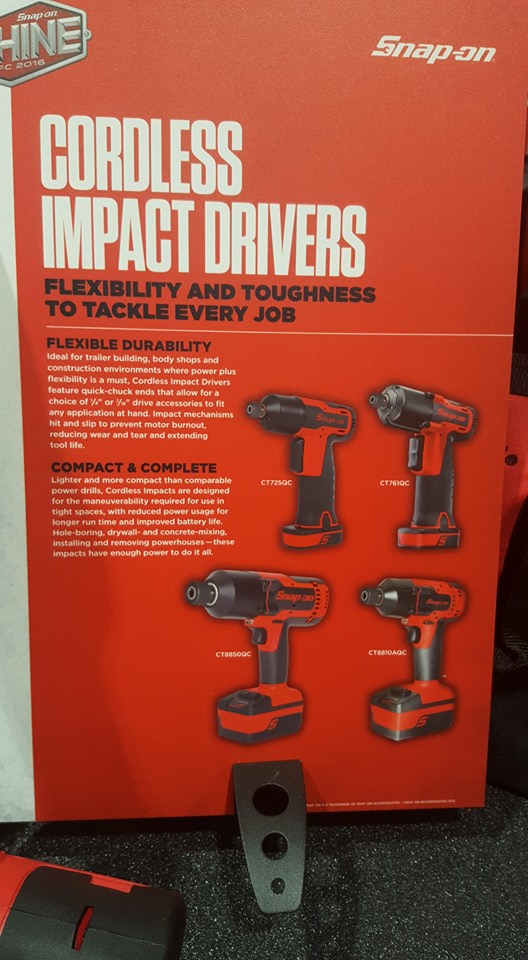 Snap-on
HINE
FC 2016
Snap-on
CORDLESS
IMPACT DRIVERS
FLEXIBILITY AND TOUGHNESS
TO TACKLE EVERY JOB
FLEXIBLE DURABILITY
Ideal for trailer building, body shops and
construction environments where power plus
flexibility is a must, Cordless Impact Drivers
feature quick-chuck ends that allow for a
choice of ¼" or 7/16" drive accessories to fit
any application at hand. Impact mechanisms
hit and slip to prevent motor burnout,
reducing wear and tear and extending
tool life.
COMPACT & COMPLETE
Lighter and more compact than comparable
power drills, Cordless Impacts are designed
for the maneuverability required for use in
tight spaces, with reduced power usage for
longer run time and improved battery life.
Hole-boring, drywall- and concrete-mixing,
installing and removing powerhouses—these
impacts have enough power to do it all.
Snap-on
CT725QC
S
Snap-on
CT761QC
S
Snap-on
CT8850QC
S
Snap-on
CT8810AQC
S